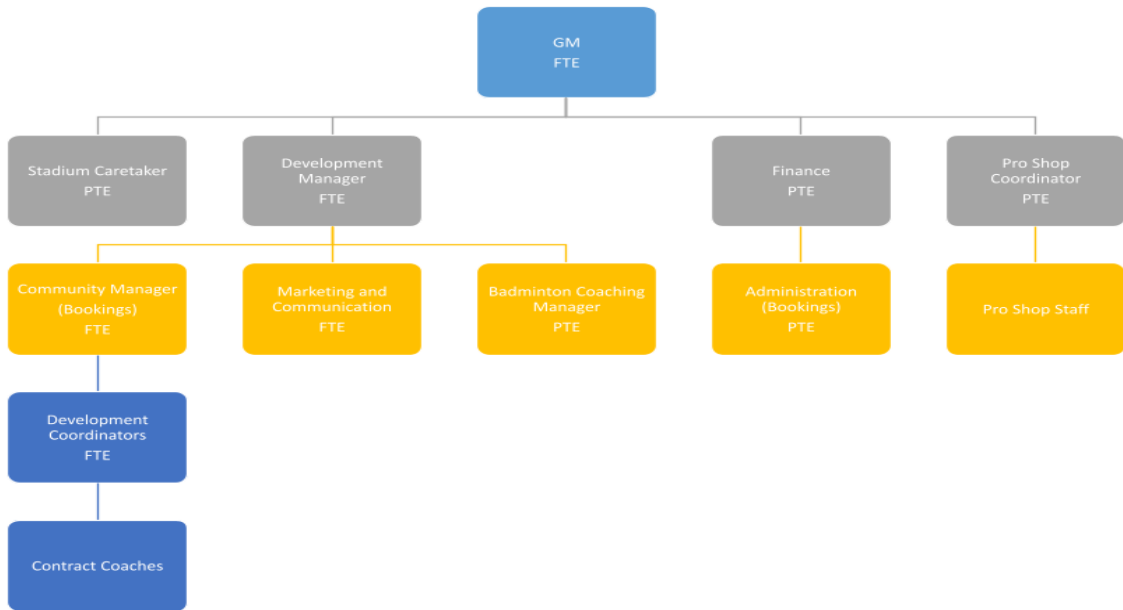 GM
FTE
Stadium Caretaker
PTE
Development
Manager
FTE
Finance
PTE
Pro Shop
Coordinator
PTE
Community Manager
(Bookings)
FTE
Marketing and
Communication
FTE
Badminton Coaching
Manager
PTE
Administration
(Bookings)
PTE
Pro Shop Staff
Development
Coordinators
FTE
Contract Coaches